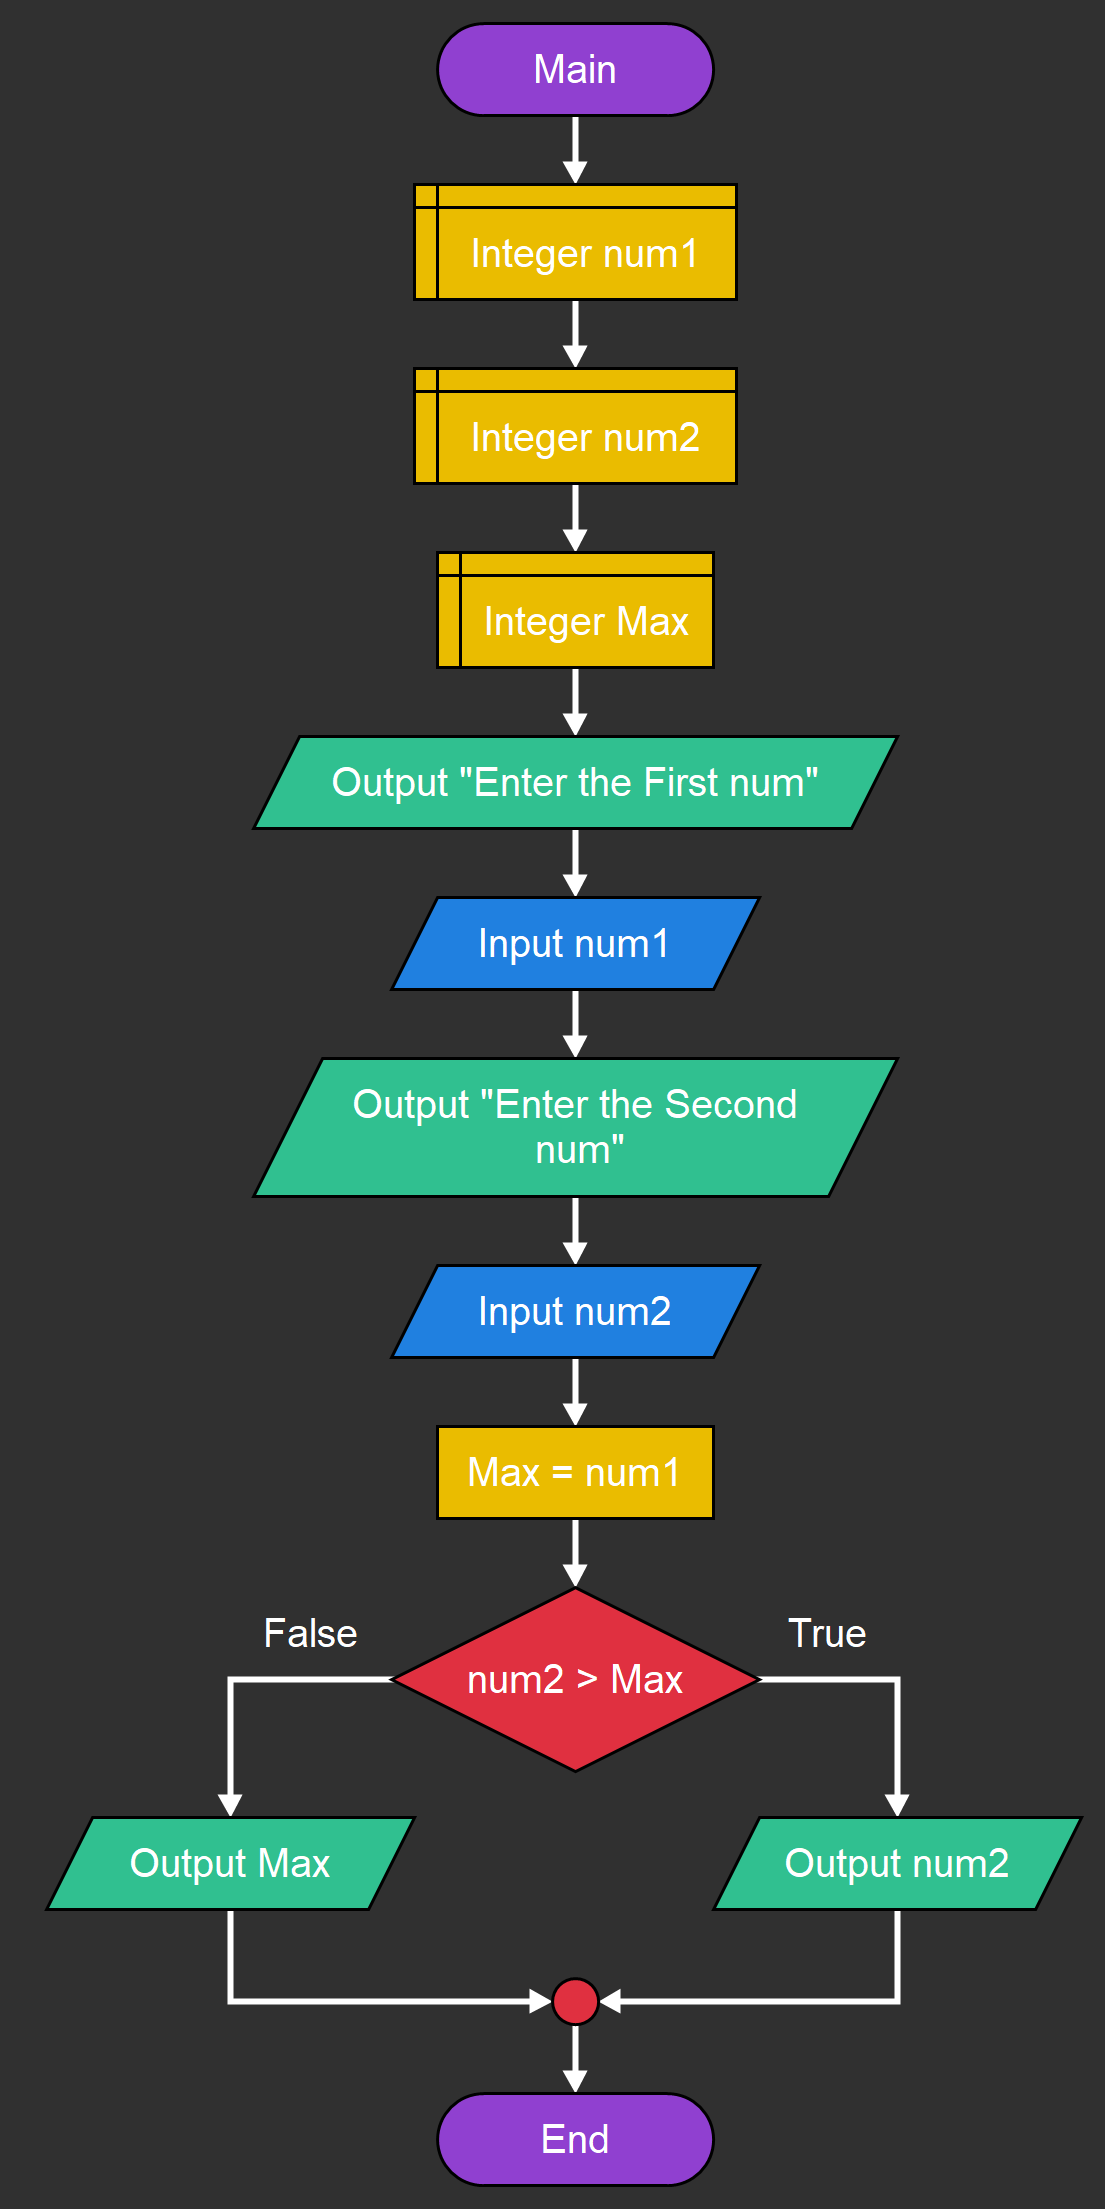 Main
Integer num1
Integer num2
Integer Max
Output "Enter the First num"
Input num1
Output "Enter the Second
num"
Input num2
Max = num1
False
True
num2 > Max
Output Max
Output num2
End